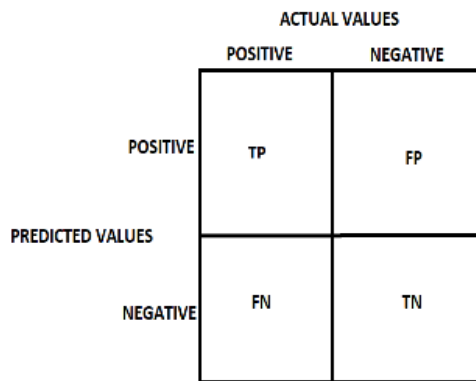 ACTUAL VALUES
POSITIVE NEGATIVE
POSITIVE TP FP
PREDICTED VALUES
NEGATIVE FN TN